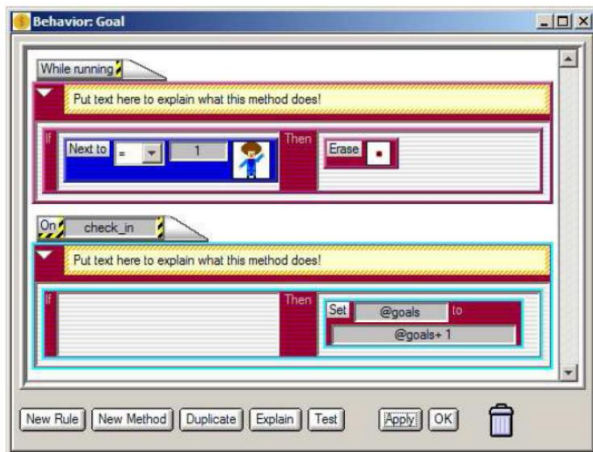 Behavior: Goal
While running
Put text here to explain what this method does!
If Next to = 1 Then Erase
On check_in
Put text here to explain what this method does!
If Then Set @goals to
@goals+ 1
New Rule New Method Duplicate Explain Test Apply OK